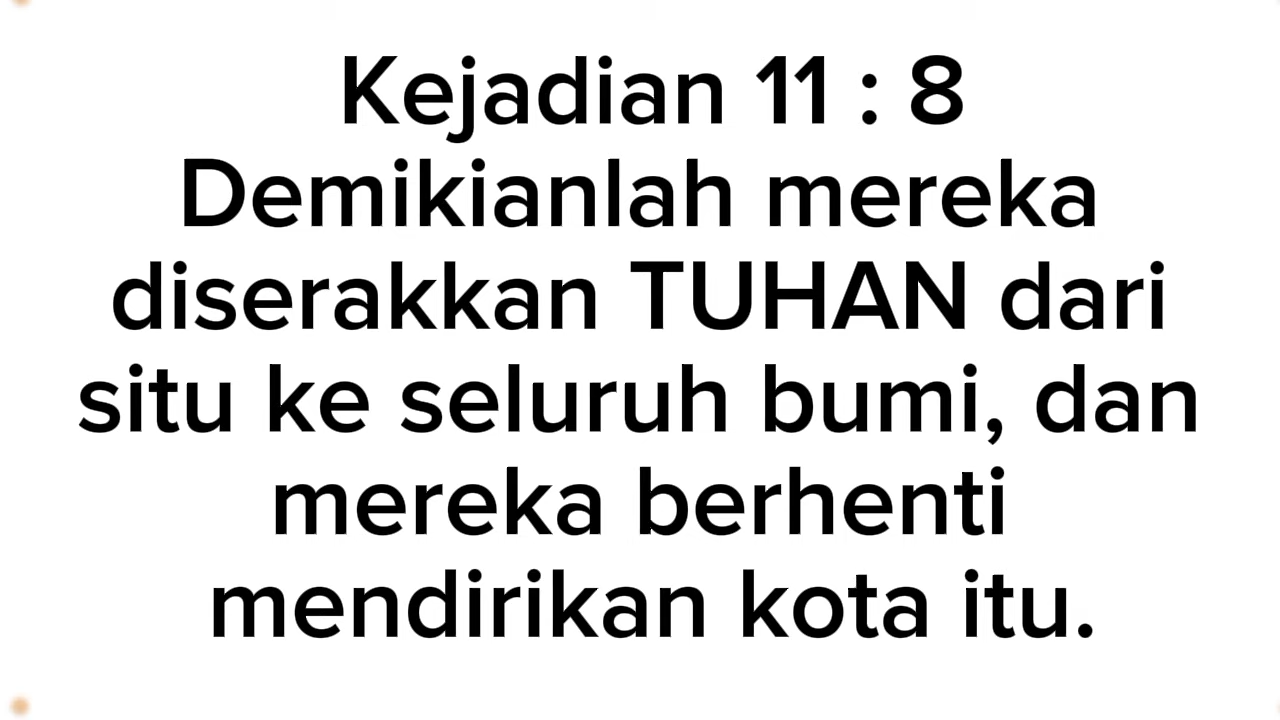 Kejadian 11 : 8
Demikianlah mereka
diserakkan TUHAN dari
situ ke seluruh bumi, dan
mereka berhenti
mendirikan kota itu.